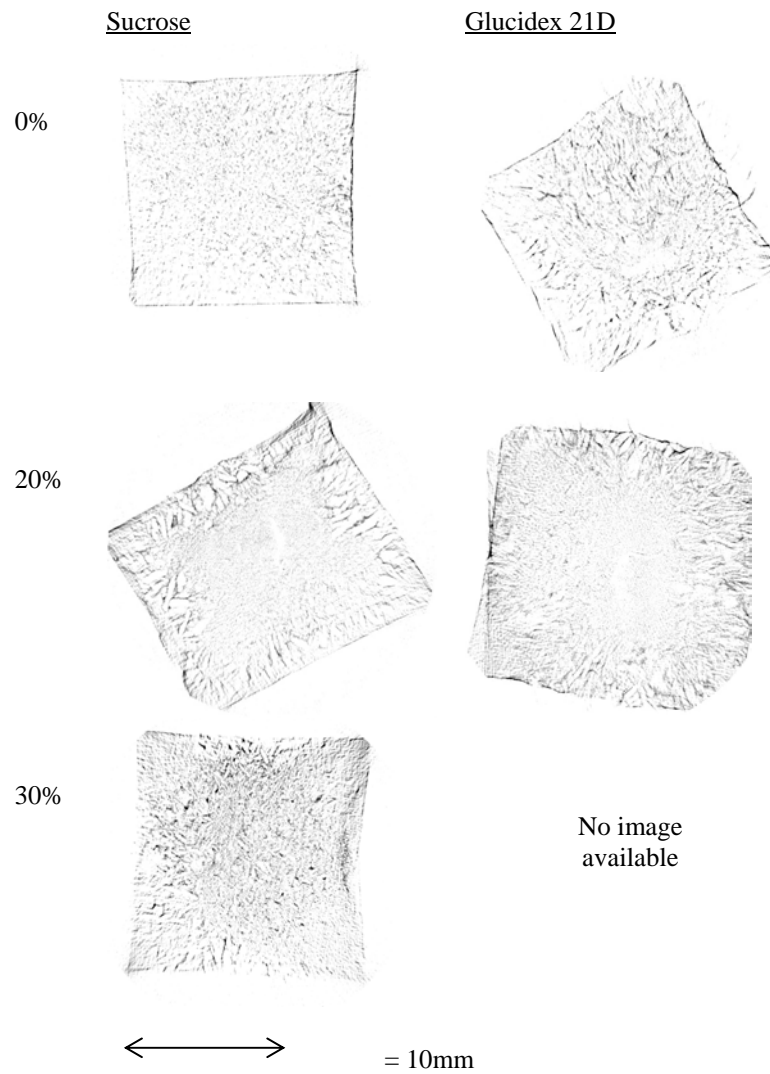 Sucrose Glucidex 21D
0%
20%
30%
No image
available
= 10mm